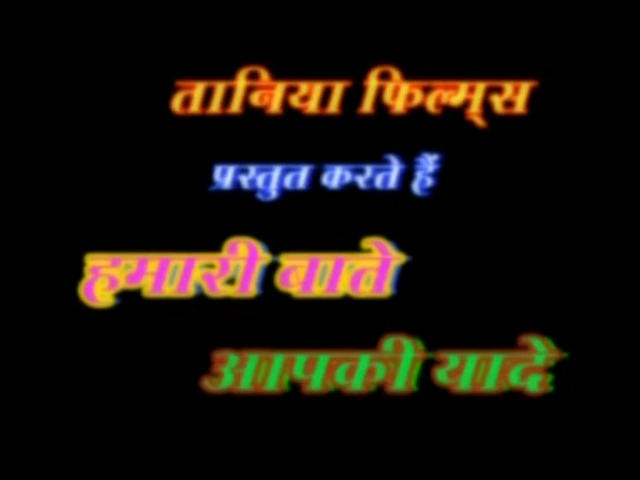 तानिया फिल्म्स
प्रस्तुत करते हैं
हमारी बाते
आपकी यादे